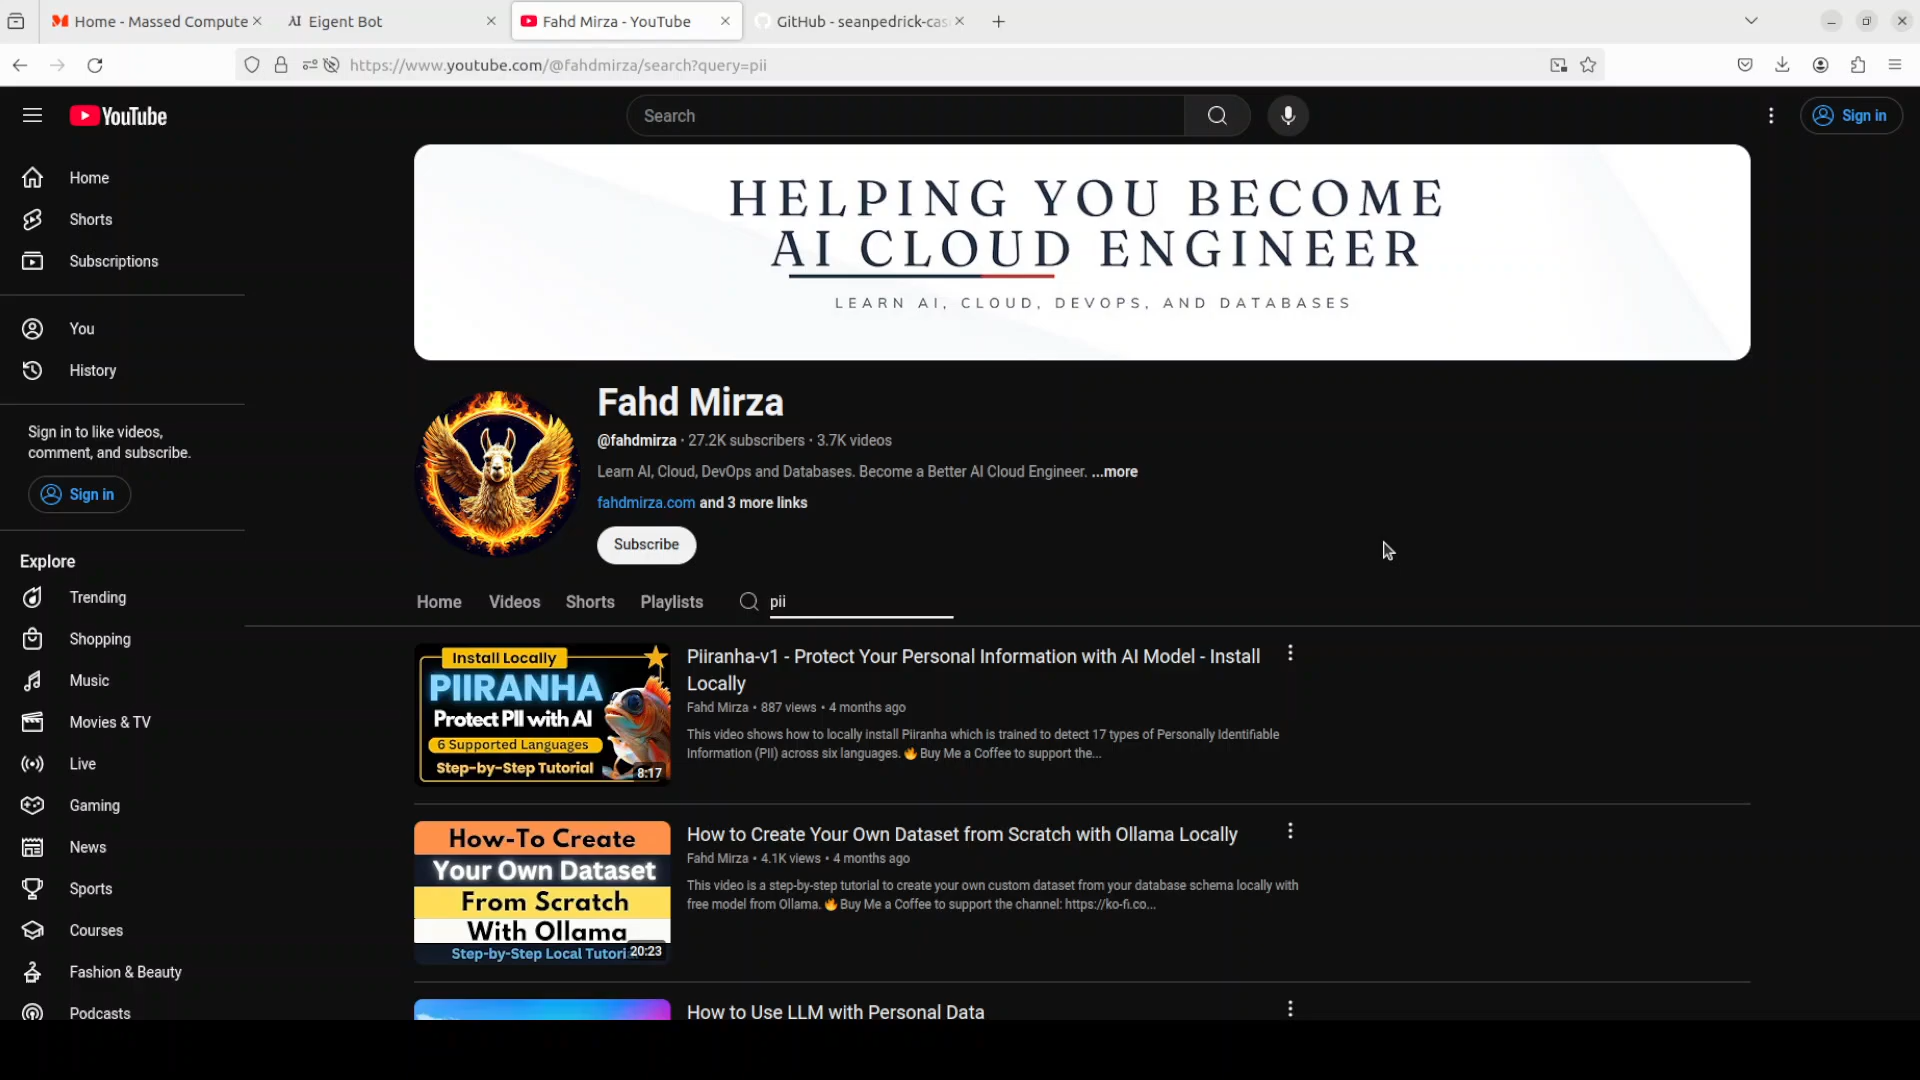 Home - Massed Compute
AI Eigent Bot
Fahd Mirza - YouTube
GitHub - seanpedrick-cas
https://www.youtube.com/@fahdmirza/search?query=pii
YouTube
Search
Sign in
Home
Shorts
Subscriptions
You
History
Sign in to like videos,
comment, and subscribe.
Sign in
Explore
Trending
Shopping
Music
Movies & TV
Live
Gaming
News
Sports
Courses
Fashion & Beauty
Podcasts
HELPING YOU BECOME
AI CLOUD ENGINEER
LEARN AI, CLOUD, DEVOPS, AND DATABASES
Fahd Mirza
@fahdmirza · 27.2K subscribers · 3.7K videos
Learn AI, Cloud, DevOps and Databases. Become a Better AI Cloud Engineer. ...more
fahdmirza.com and 3 more links
Subscribe
Home Videos Shorts Playlists pii
Install Locally
PIIRANHA
Protect PII with AI
6 Supported Languages
Step-by-Step Tutorial
8:17
Piiranha-v1 - Protect Your Personal Information with AI Model - Install
Locally
Fahd Mirza • 887 views • 4 months ago
This video shows how to locally install Piiranha which is trained to detect 17 types of Personally Identifiable
Information (PII) across six languages. 🔥 Buy Me a Coffee to support the...
How-To Create
Your Own Dataset
From Scratch
With Ollama
Step-by-Step Local Tutori
20:23
How to Create Your Own Dataset from Scratch with Ollama Locally
Fahd Mirza • 4.1K views • 4 months ago
This video is a step-by-step tutorial to create your own custom dataset from your database schema locally with
free model from Ollama. 🔥 Buy Me a Coffee to support the channel: https://ko-fi.co...
How to Use LLM with Personal Data